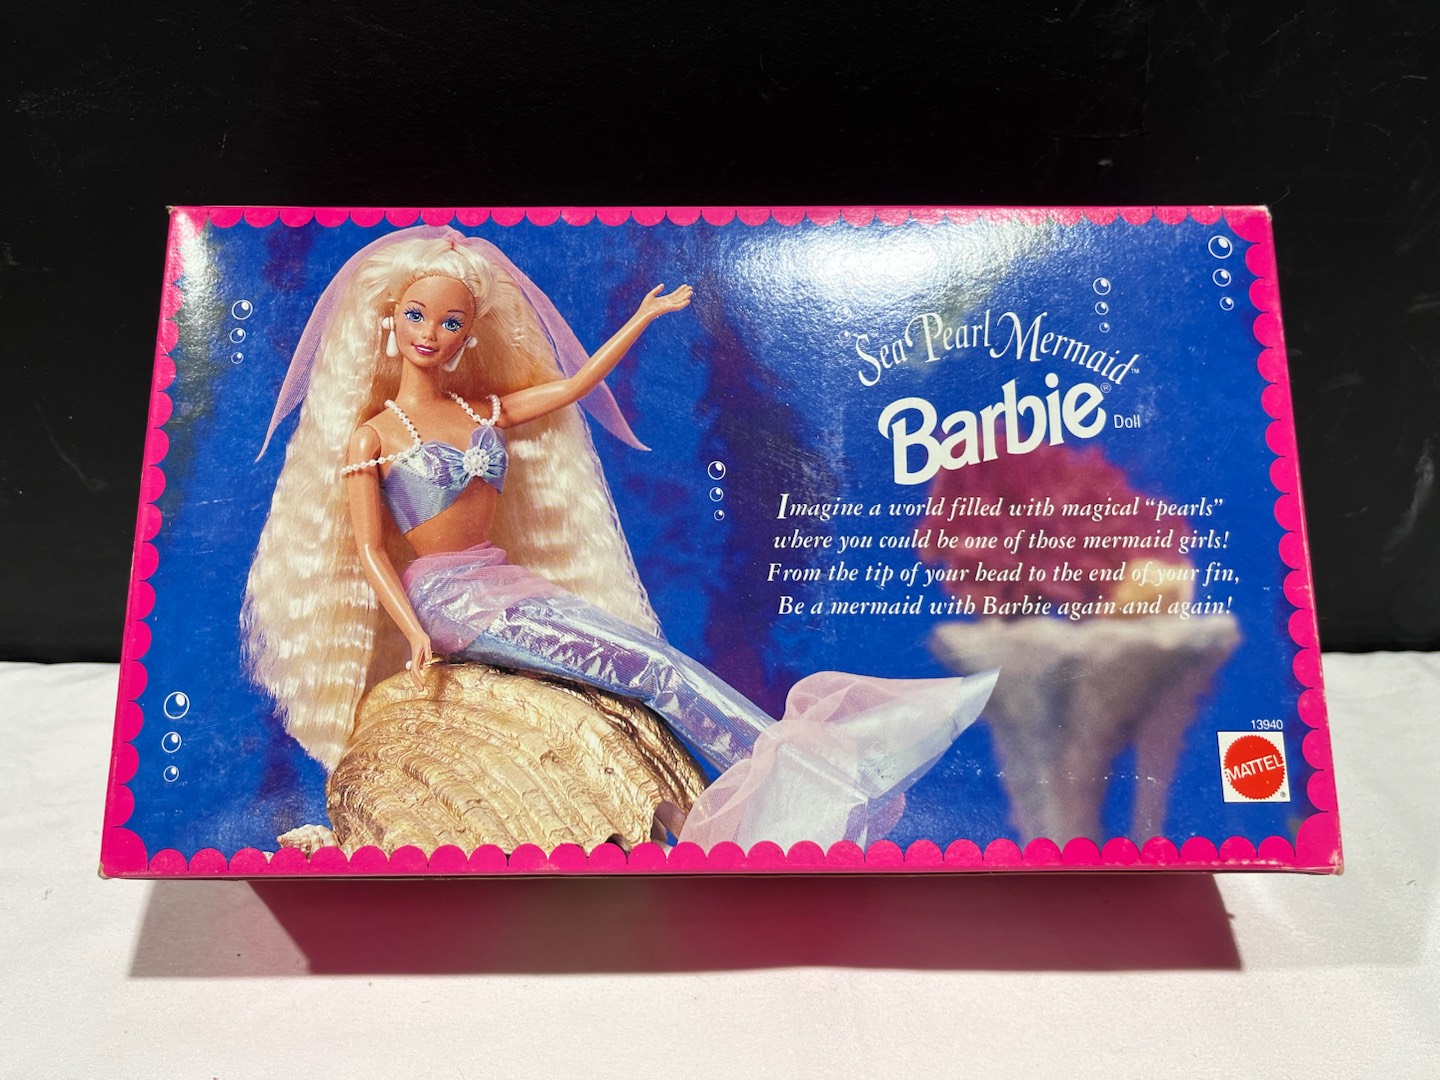 Sea Pearl Mermaid™
Barbie® Doll
Imagine a world filled with magical “pearls”
where you could be one of those mermaid girls!
From the tip of your head to the end of your fin,
Be a mermaid with Barbie again and again!
13940
MATTEL®